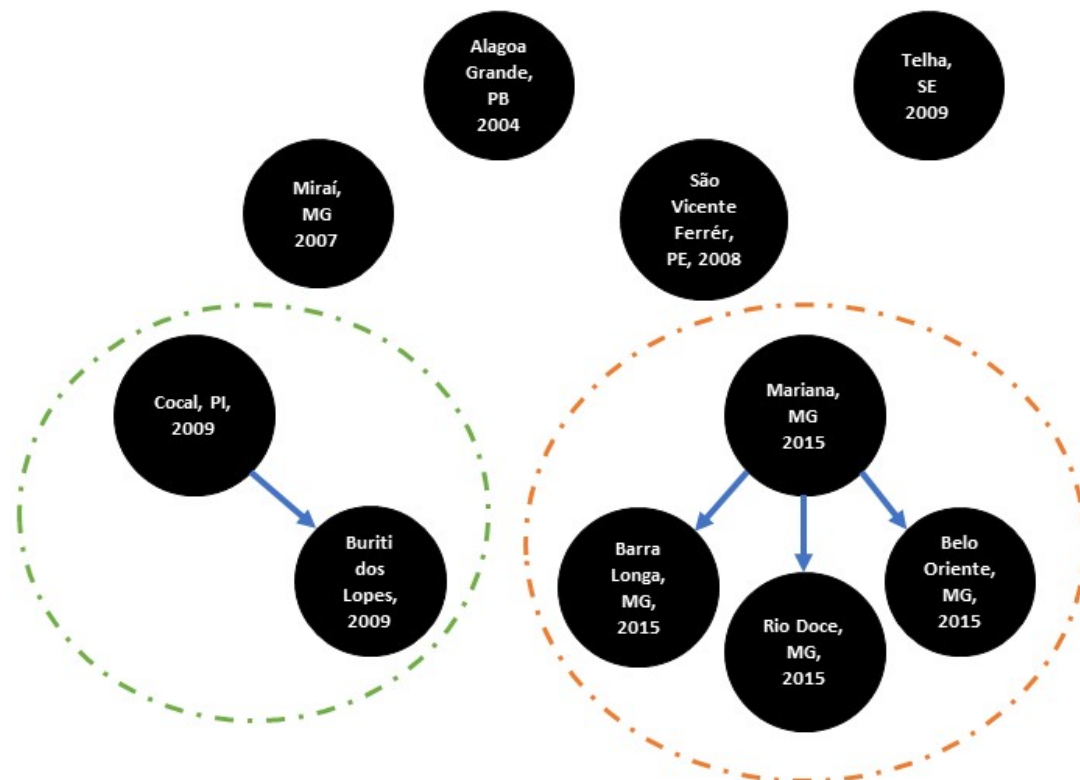 Alagoa
Grande,
PB
2004
Telha,
SE
2009
Miraí,
MG
2007
São
Vicente
Ferrér,
PE, 2008
Cocal, PI,
2009
Buriti
dos
Lopes,
2009
Mariana,
MG
2015
Barra
Longa,
MG,
2015
Rio Doce,
MG,
2015
Belo
Oriente,
MG,
2015